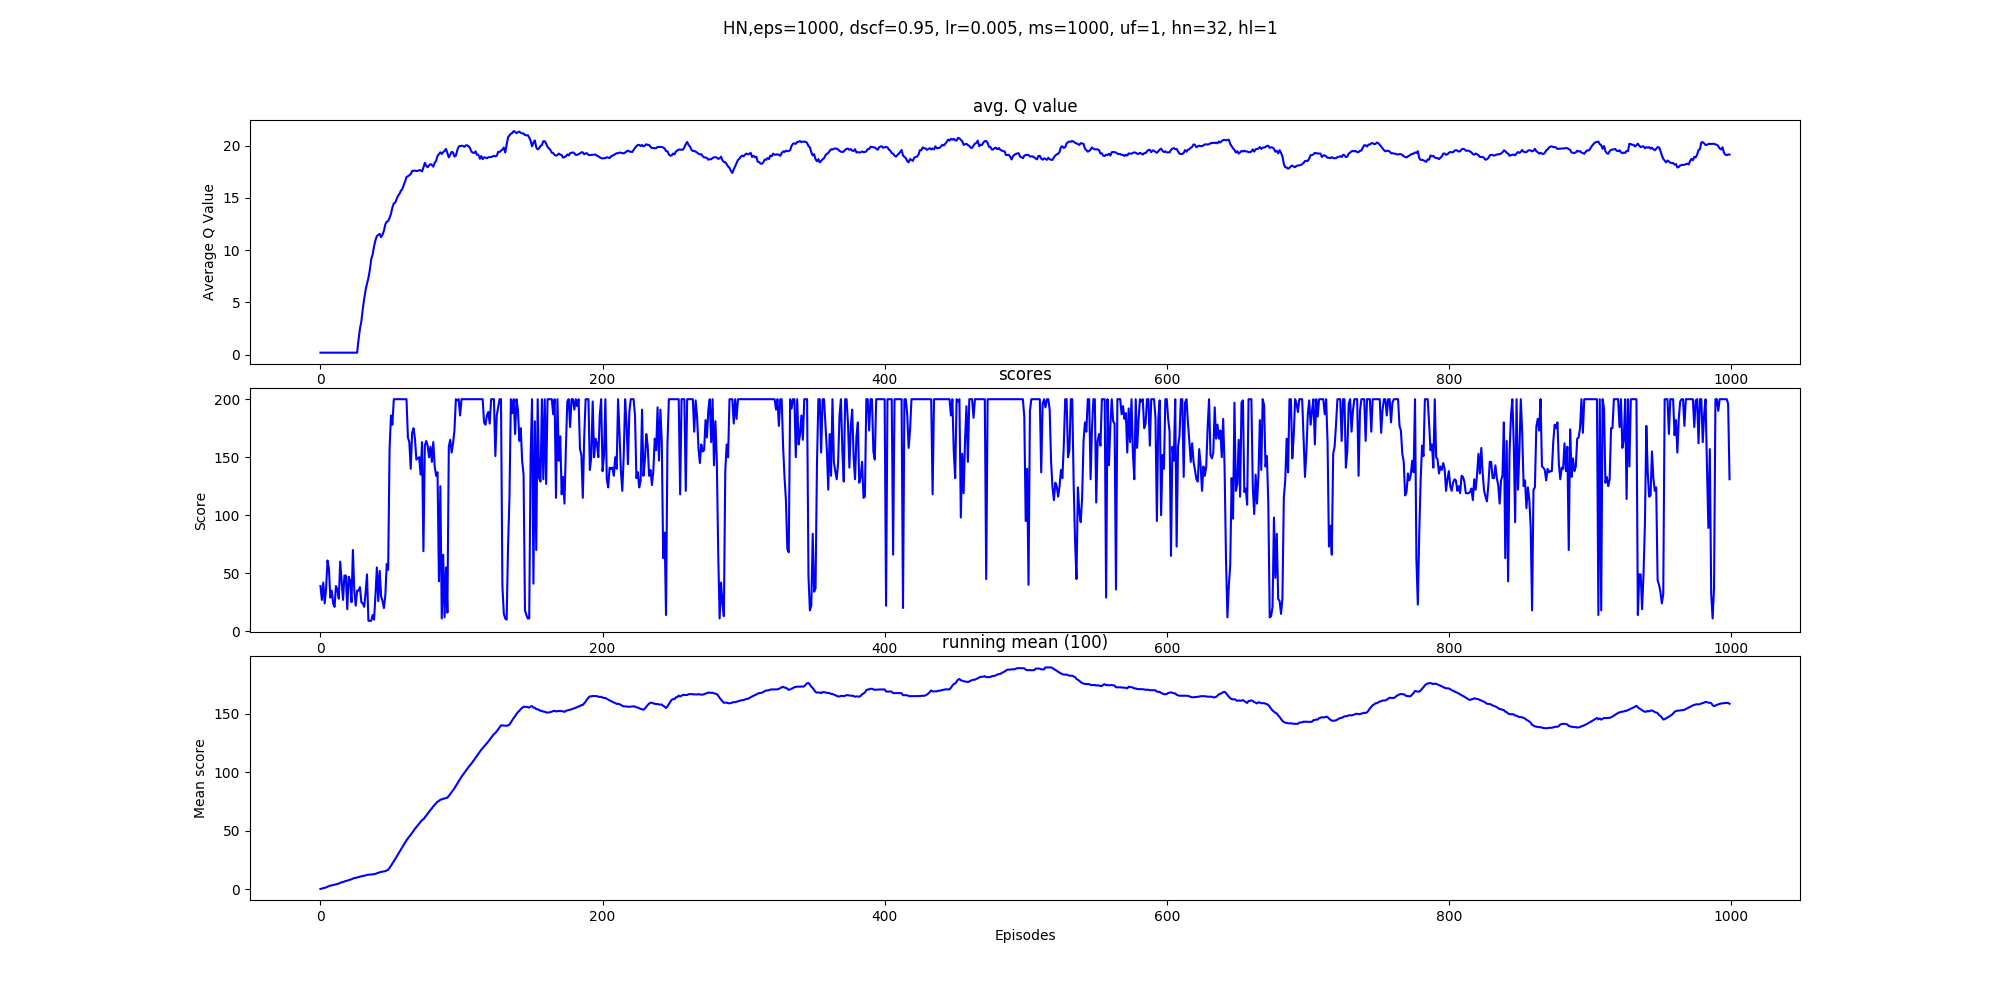 HN,eps=1000, dscf=0.95, lr=0.005, ms=1000, uf=1, hn=32, hl=1
avg. Q value
Average Q Value
20
15
10
5
0
0 200 400 600 800 1000
scores
Score
200
150
100
50
0
0 200 400 600 800 1000
running mean (100)
Mean score
150
100
50
0
0 200 400 600 800 1000
Episodes